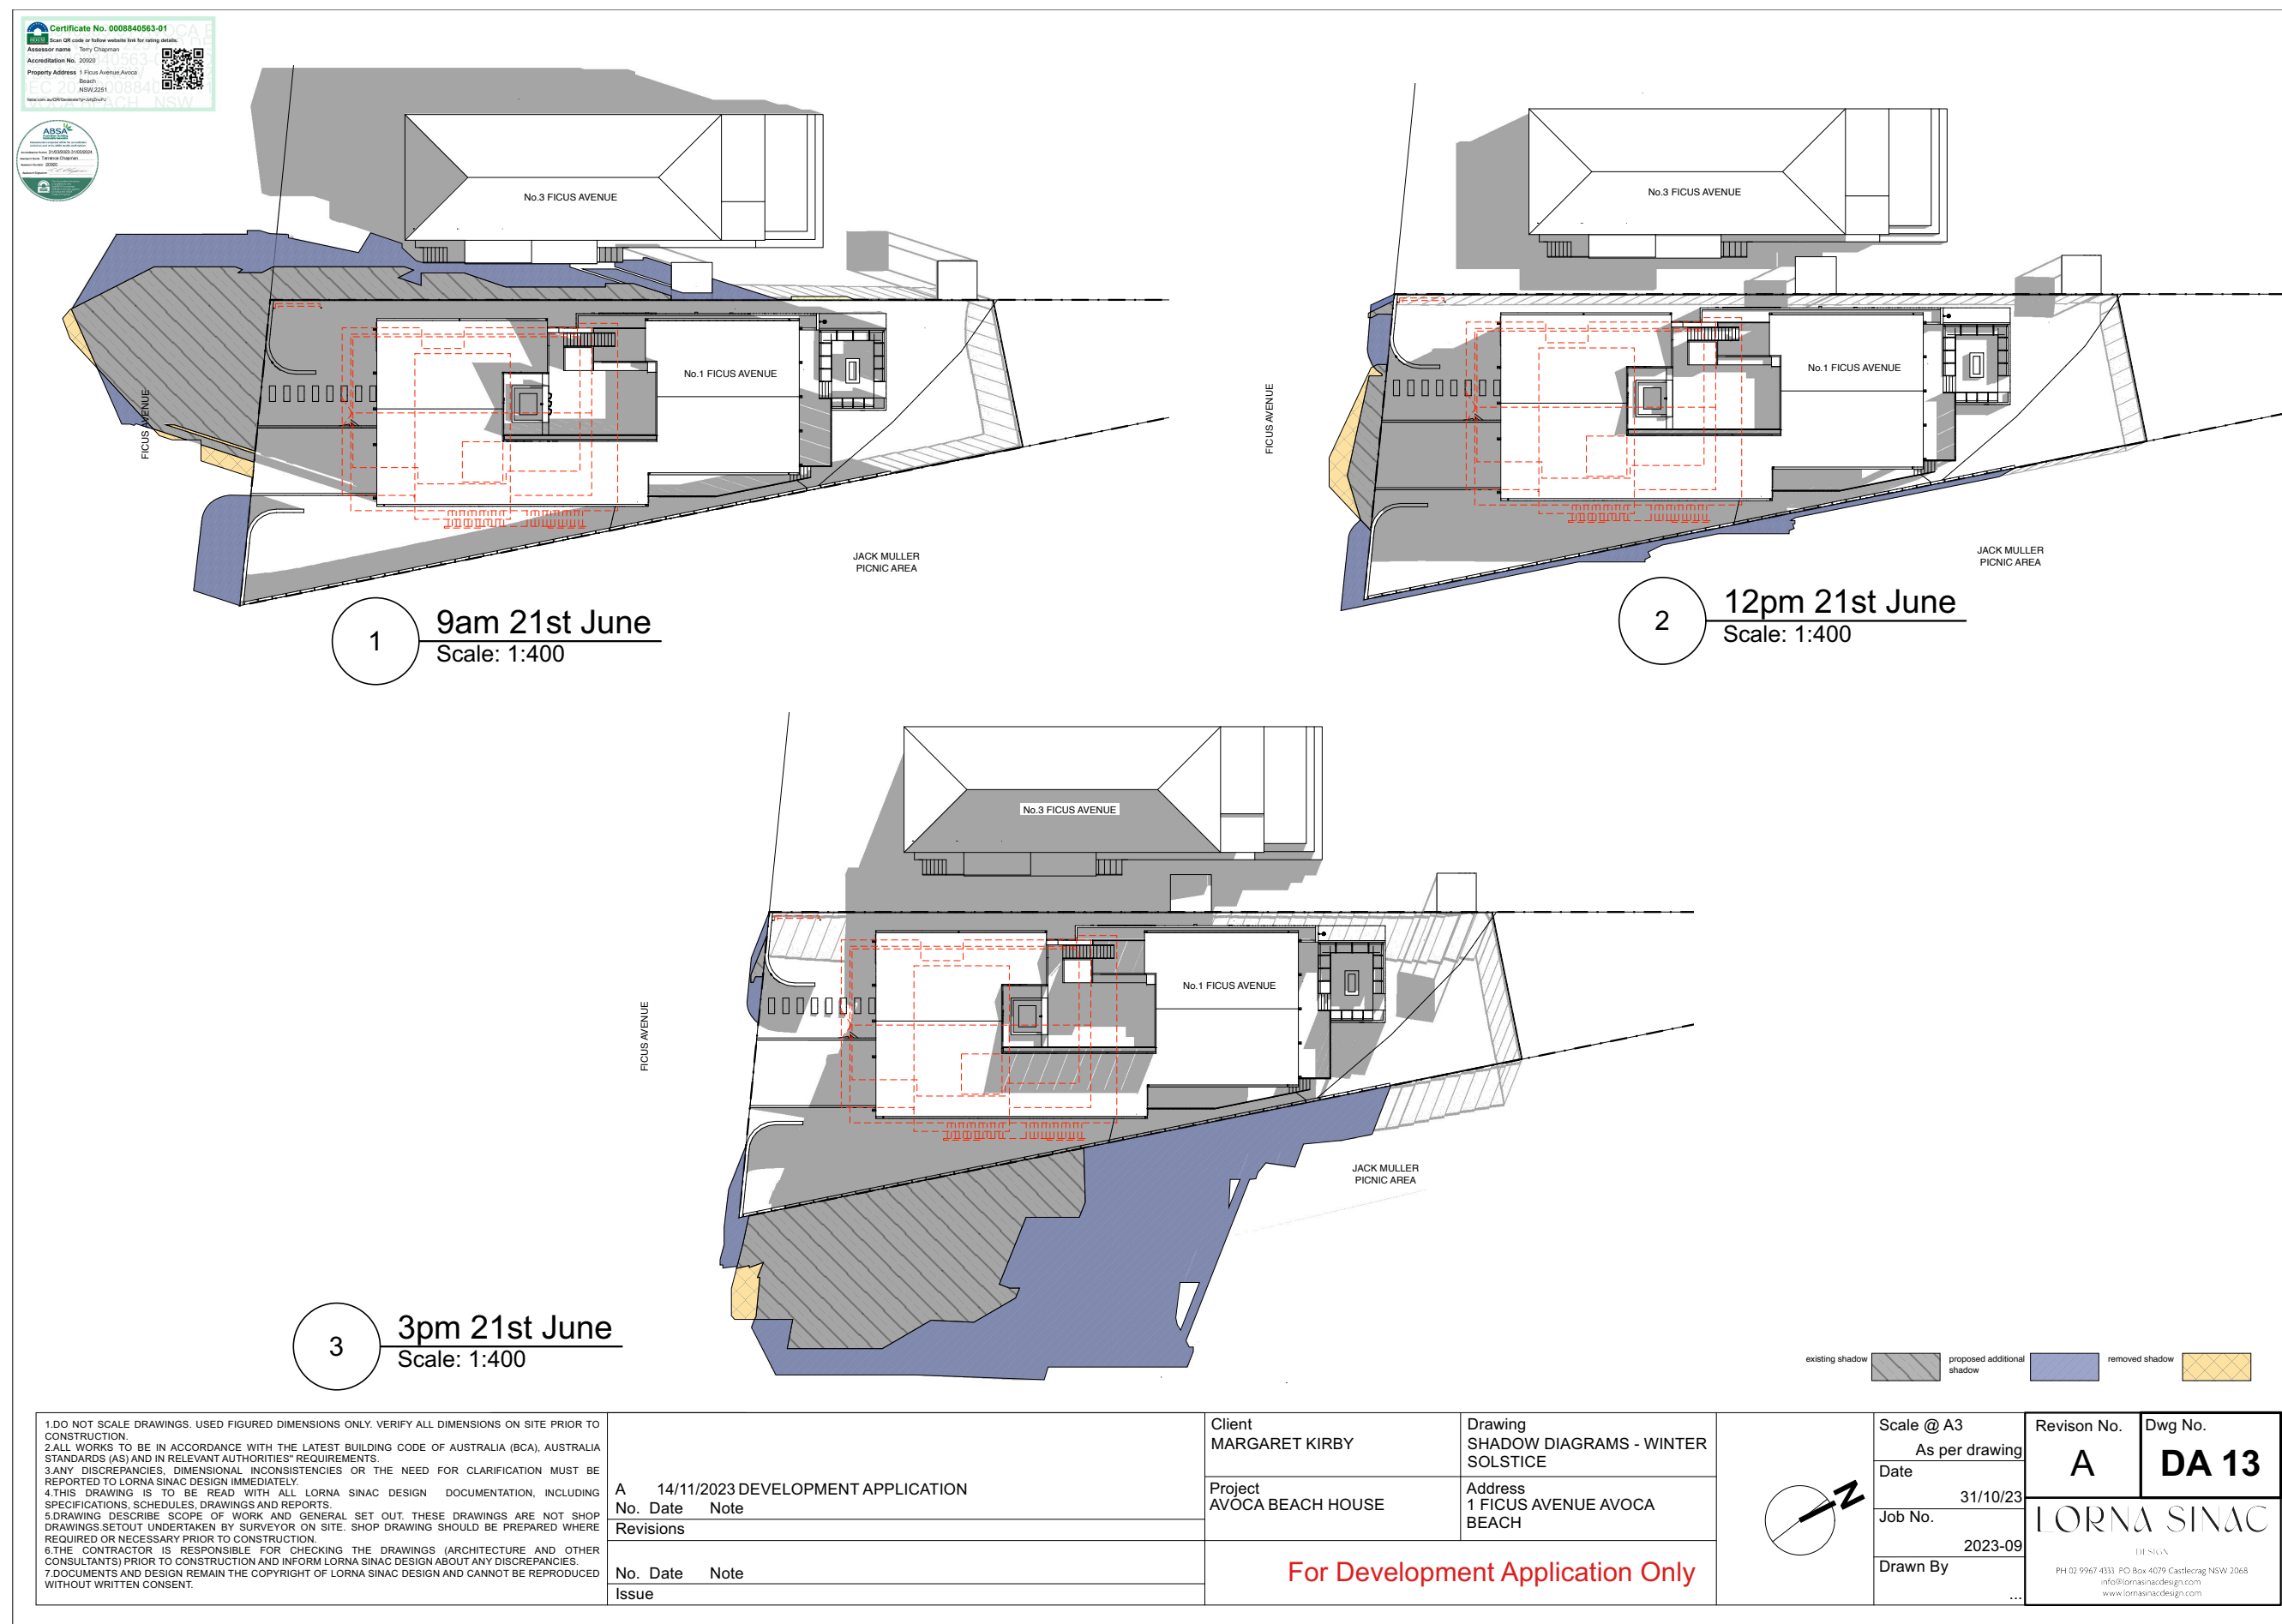 Certificate No. 0008840563-01
Scan QR code or follow website link for rating details.
Assessor name Terry Chapman
Accreditation No. 20920
Property Address 1 Ficus Avenue,Avoca
Beach
NSW,2251
ABSA
Terrence Chapman
20920
No.3 FICUS AVENUE
No.1 FICUS AVENUE
FICUS AVENUE
JACK MULLER
PICNIC AREA
1
9am 21st June
Scale: 1:400
No.3 FICUS AVENUE
No.1 FICUS AVENUE
FICUS AVENUE
JACK MULLER
PICNIC AREA
2
12pm 21st June
Scale: 1:400
No.3 FICUS AVENUE
No.1 FICUS AVENUE
FICUS AVENUE
JACK MULLER
PICNIC AREA
3
3pm 21st June
Scale: 1:400
existing shadow
proposed additional
shadow
removed shadow
1.DO NOT SCALE DRAWINGS. USED FIGURED DIMENSIONS ONLY. VERIFY ALL DIMENSIONS ON SITE PRIOR TO
CONSTRUCTION.
2.ALL WORKS TO BE IN ACCORDANCE WITH THE LATEST BUILDING CODE OF AUSTRALIA (BCA), AUSTRALIA
STANDARDS (AS) AND IN RELEVANT AUTHORITIES" REQUIREMENTS.
3.ANY DISCREPANCIES, DIMENSIONAL INCONSISTENCIES OR THE NEED FOR CLARIFICATION MUST BE
REPORTED TO LORNA SINAC DESIGN IMMEDIATELY.
4.THIS DRAWING IS TO BE READ WITH ALL LORNA SINAC DESIGN DOCUMENTATION, INCLUDING
SPECIFICATIONS, SCHEDULES, DRAWINGS AND REPORTS.
5.DRAWING DESCRIBE SCOPE OF WORK AND GENERAL SET OUT. THESE DRAWINGS ARE NOT SHOP
DRAWINGS.SETOUT UNDERTAKEN BY SURVEYOR ON SITE. SHOP DRAWING SHOULD BE PREPARED WHERE
REQUIRED OR NECESSARY PRIOR TO CONSTRUCTION.
6.THE CONTRACTOR IS RESPONSIBLE FOR CHECKING THE DRAWINGS (ARCHITECTURE AND OTHER
CONSULTANTS) PRIOR TO CONSTRUCTION AND INFORM LORNA SINAC DESIGN ABOUT ANY DISCREPANCIES.
7.DOCUMENTS AND DESIGN REMAIN THE COPYRIGHT OF LORNA SINAC DESIGN AND CANNOT BE REPRODUCED
WITHOUT WRITTEN CONSENT.
A 14/11/2023 DEVELOPMENT APPLICATION
No. Date Note
Revisions
No. Date Note
Issue
Client
MARGARET KIRBY
Project
AVOCA BEACH HOUSE
Drawing
SHADOW DIAGRAMS - WINTER
SOLSTICE
Address
1 FICUS AVENUE AVOCA
BEACH
For Development Application Only
N
Scale @ A3
As per drawing
Date
31/10/23
Job No.
2023-09
Drawn By
...
Revison No.
A
Dwg No.
DA 13
LORNA SINAC
DESIGN
PH 02 9967 4333 PO Box 4079 Castlecrag NSW 2068
info@lornasinacdesign.com
www.lornasinacdesign.com